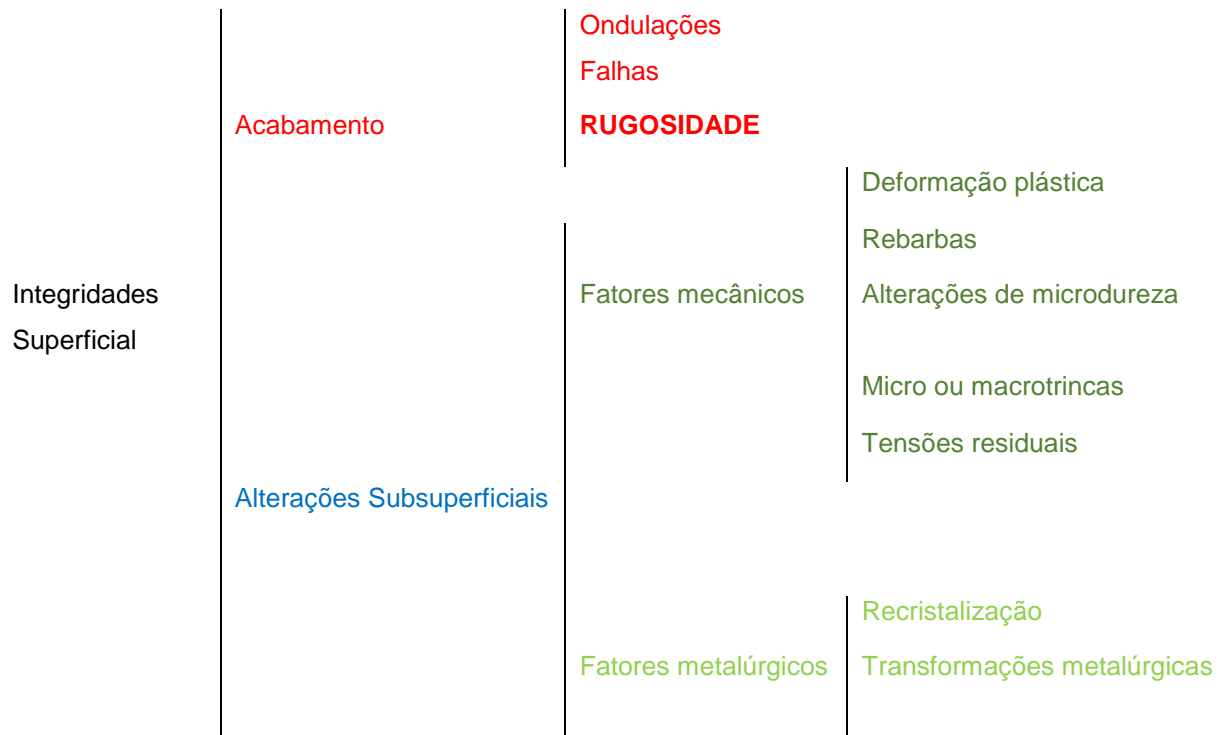 Ondulações
Falhas
Acabamento RUGOSIDADE
Deformação plástica
Rebarbas
Integridades Fatores mecânicos Alterações de microdureza
Superficial
Micro ou macrotrincas
Tensões residuais
Alterações Subsuperficiais
Recristalização
Fatores metalúrgicos Transformações metalúrgicas